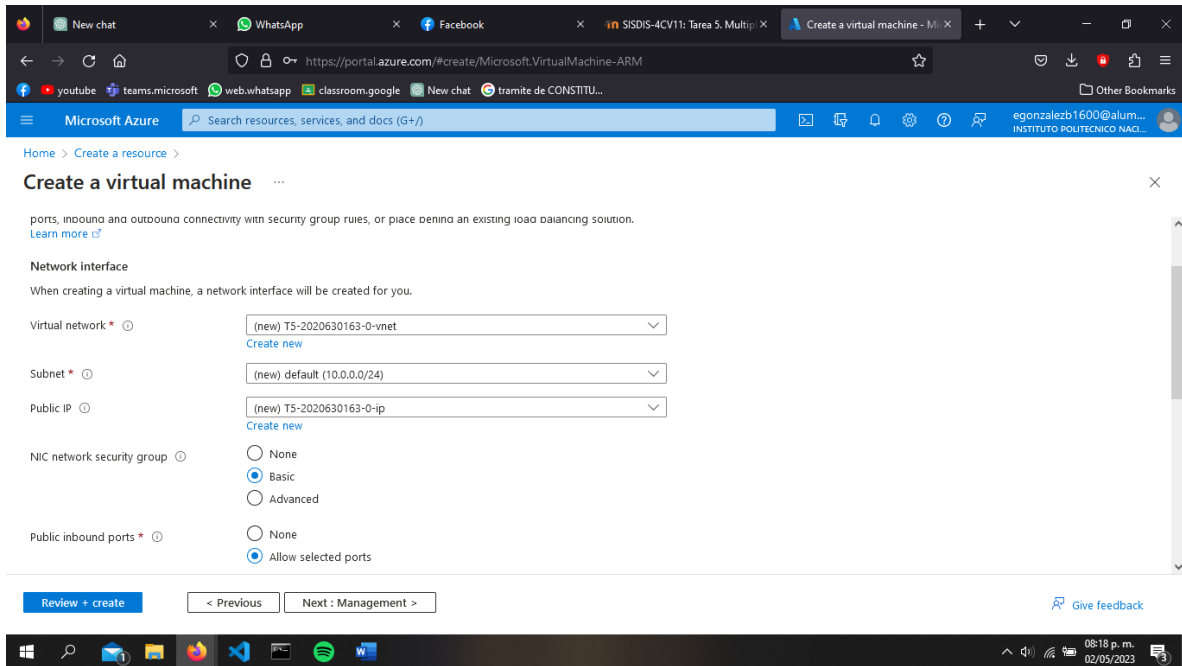 New chat
WhatsApp
Facebook
SISDIS-4CV11: Tarea 5. Multipl
Create a virtual machine - Mi
https://portal.azure.com/#create/Microsoft.VirtualMachine-ARM
youtube teams.microsoft web.whatsapp classroom.google New chat tramite de CONSTITU...
Other Bookmarks
Microsoft Azure
Search resources, services, and docs (G+/)
egonzalezb1600@alum...
INSTITUTO POLITECNICO NACI...
Home > Create a resource >
Create a virtual machine ...
ports, inbound and outbound connectivity with security group rules, or place behind an existing load balancing solution.
Learn more
Network interface
When creating a virtual machine, a network interface will be created for you.
Virtual network *
(new) T5-2020630163-0-vnet
Create new
Subnet *
(new) default (10.0.0.0/24)
Public IP
(new) T5-2020630163-0-ip
Create new
NIC network security group
None
Basic
Advanced
Public inbound ports *
None
Allow selected ports
Review + create
< Previous
Next : Management >
Give feedback
1
W
08:18 p. m.
02/05/2023
3